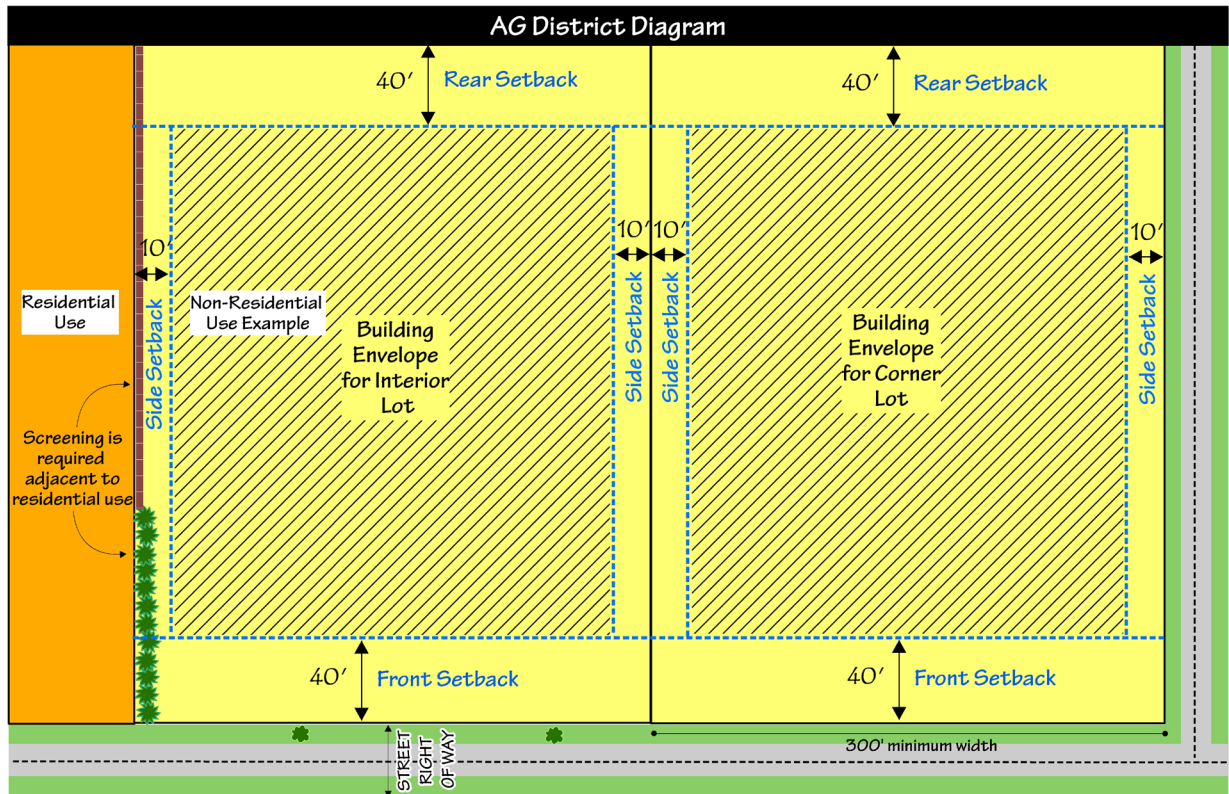 AG District Diagram
40'
Rear Setback
40'
Rear Setback
10'
10'
10'
10'
Residential
Use
Side Setback
Non-Residential
Use Example
Building
Envelope
for Interior
Lot
Side Setback
Side Setback
Building
Envelope
for Corner
Lot
Side Setback
Screening is
required
adjacent to
residential use
40'
Front Setback
40'
Front Setback
STREET
RIGHT
OF WAY
300' minimum width